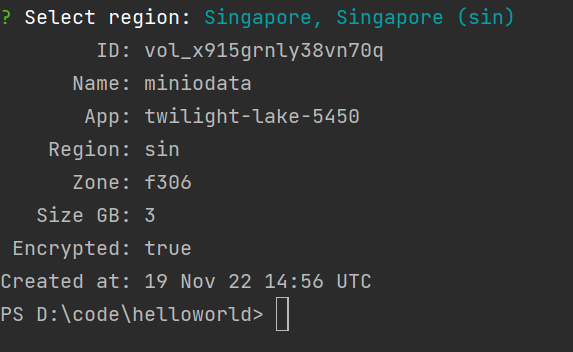 ? Select region: Singapore, Singapore (sin)
ID: vol_x915grnly38vn70q
Name: miniodata
App: twilight-lake-5450
Region: sin
Zone: f306
Size GB: 3
Encrypted: true
Created at: 19 Nov 22 14:56 UTC
PS D:\code\helloworld>